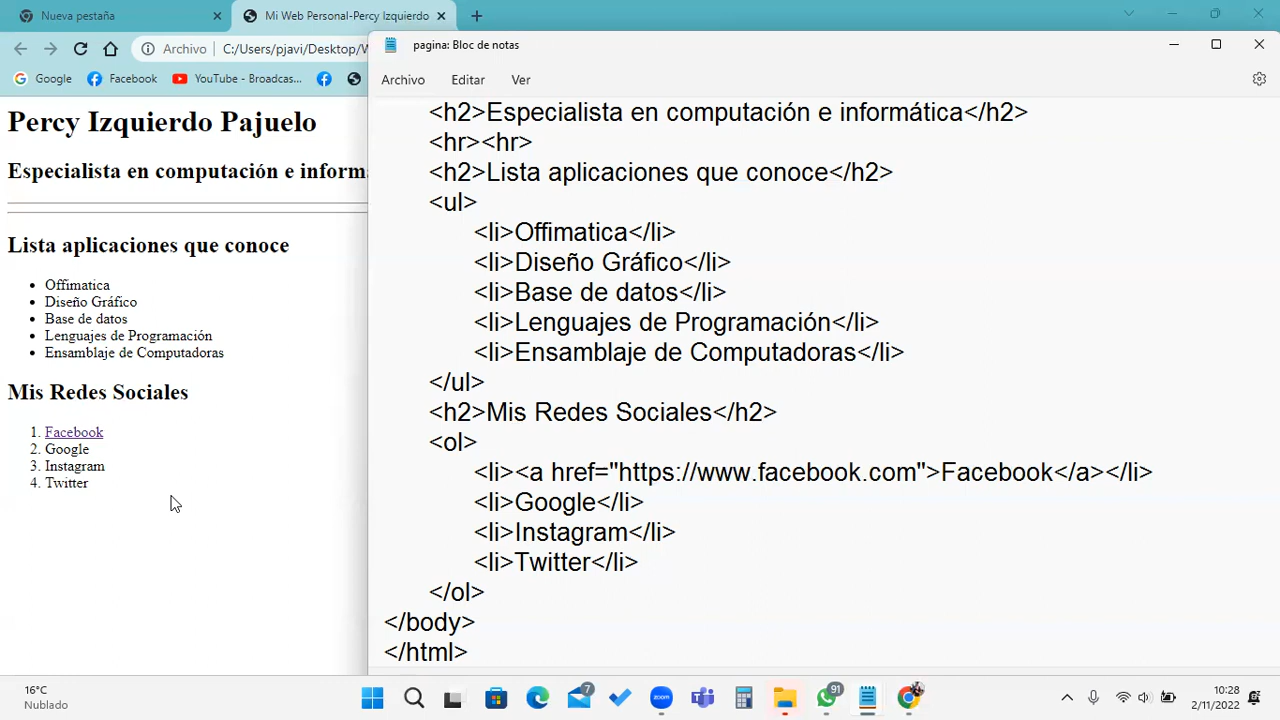 Nueva pestaña
Mi Web Personal-Percy Izquierdo
Archivo
C:/Users/pjavi/Desktop/W
Google
Facebook
YouTube - Broadcas...
Percy Izquierdo Pajuelo
Especialista en computación e inform
Lista aplicaciones que conoce
Offimatica
Diseño Gráfico
Base de datos
Lenguajes de Programación
Ensamblaje de Computadoras
Mis Redes Sociales
1. Facebook
2. Google
3. Instagram
4. Twitter
pagina: Bloc de notas
Archivo Editar Ver
<h2>Especialista en computación e informática</h2>
<hr><hr>
<h2>Lista aplicaciones que conoce</h2>
<ul>
<li>Offimatica</li>
<li>Diseño Gráfico</li>
<li>Base de datos</li>
<li>Lenguajes de Programación</li>
<li>Ensamblaje de Computadoras</li>
</ul>
<h2>Mis Redes Sociales</h2>
<ol>
<li><a href="https://www.facebook.com">Facebook</a></li>
<li>Google</li>
<li>Instagram</li>
<li>Twitter</li>
</ol>
</body>
</html>
16°C
Nublado
7
zoom
91
10:28
2/11/2022